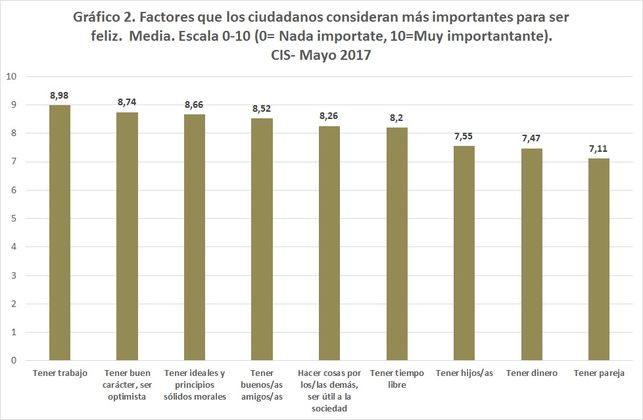 Gráfico 2. Factores que los ciudadanos consideran más importantes para ser
feliz. Media. Escala 0-10 (0= Nada importate, 10=Muy importantante).
CIS- Mayo 2017
10
9
8
7
6
5
4
3
2
1
0
8,98
8,74
8,66
8,52
8,26
8,2
7,55
7,47
7,11
Tener trabajo
Tener buen
carácter, ser
optimista
Tener ideales y
principios
sólidos morales
Tener
buenos/as
amigos/as
Hacer cosas por
los/las demás,
ser útil a la
sociedad
Tener tiempo
libre
Tener hijos/as
Tener dinero
Tener pareja